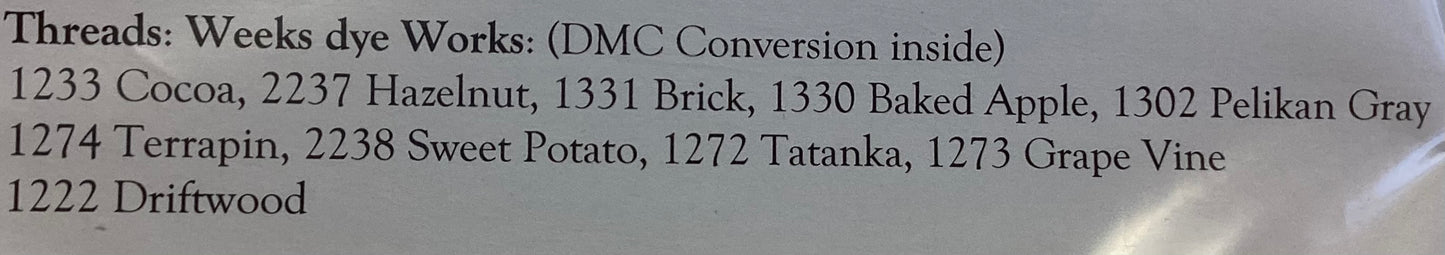 Threads: Weeks dye Works: (DMC Conversion inside)
1233 Cocoa, 2237 Hazelnut, 1331 Brick, 1330 Baked Apple, 1302 Pelikan Gray
1274 Terrapin, 2238 Sweet Potato, 1272 Tatanka, 1273 Grape Vine
1222 Driftwood